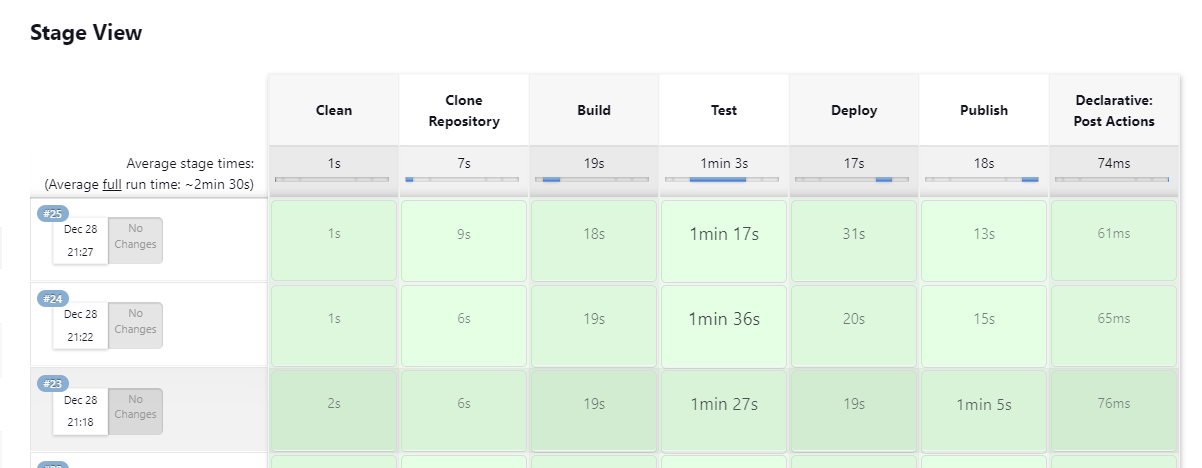 Stage View
Clean
Clone
Repository
Build
Test
Deploy
Publish
Declarative:
Post Actions
Average stage times:
(Average full run time: ~2min 30s)
1s
7s
19s
1min 3s
17s
18s
74ms
#25
Dec 28
21:27
No
Changes
1s
9s
18s
1min 17s
31s
13s
61ms
#24
Dec 28
21:22
No
Changes
1s
6s
19s
1min 36s
20s
15s
65ms
#23
Dec 28
21:18
No
Changes
2s
6s
19s
1min 27s
19s
1min 5s
76ms